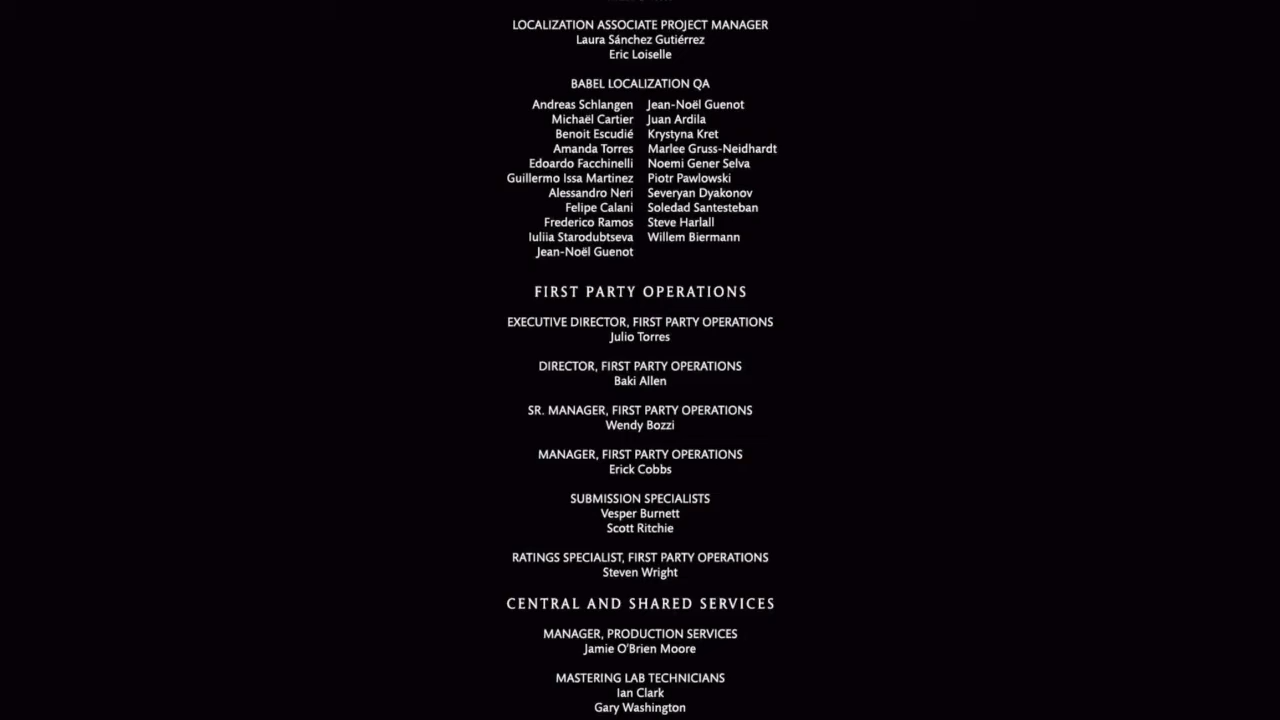 LOCALIZATION ASSOCIATE PROJECT MANAGER
Laura Sánchez Gutiérrez
Eric Loiselle
BABEL LOCALIZATION QA
Andreas Schlangen Jean-Noël Guenot
Michaël Cartier Juan Ardila
Benoit Escudié Krystyna Kret
Amanda Torres Marlee Gruss-Neidhardt
Edoardo Facchinelli Noemi Gener Selva
Guillermo Issa Martinez Piotr Pawlowski
Alessandro Neri Severyan Dyakonov
Felipe Calani Soledad Santesteban
Frederico Ramos Steve Harlall
Iuliia Starodubtseva Willem Biermann
Jean-Noël Guenot
FIRST PARTY OPERATIONS
EXECUTIVE DIRECTOR, FIRST PARTY OPERATIONS
Julio Torres
DIRECTOR, FIRST PARTY OPERATIONS
Baki Allen
SR. MANAGER, FIRST PARTY OPERATIONS
Wendy Bozzi
MANAGER, FIRST PARTY OPERATIONS
Erick Cobbs
SUBMISSION SPECIALISTS
Vesper Burnett
Scott Ritchie
RATINGS SPECIALIST, FIRST PARTY OPERATIONS
Steven Wright
CENTRAL AND SHARED SERVICES
MANAGER, PRODUCTION SERVICES
Jamie O'Brien Moore
MASTERING LAB TECHNICIANS
Ian Clark
Gary Washington